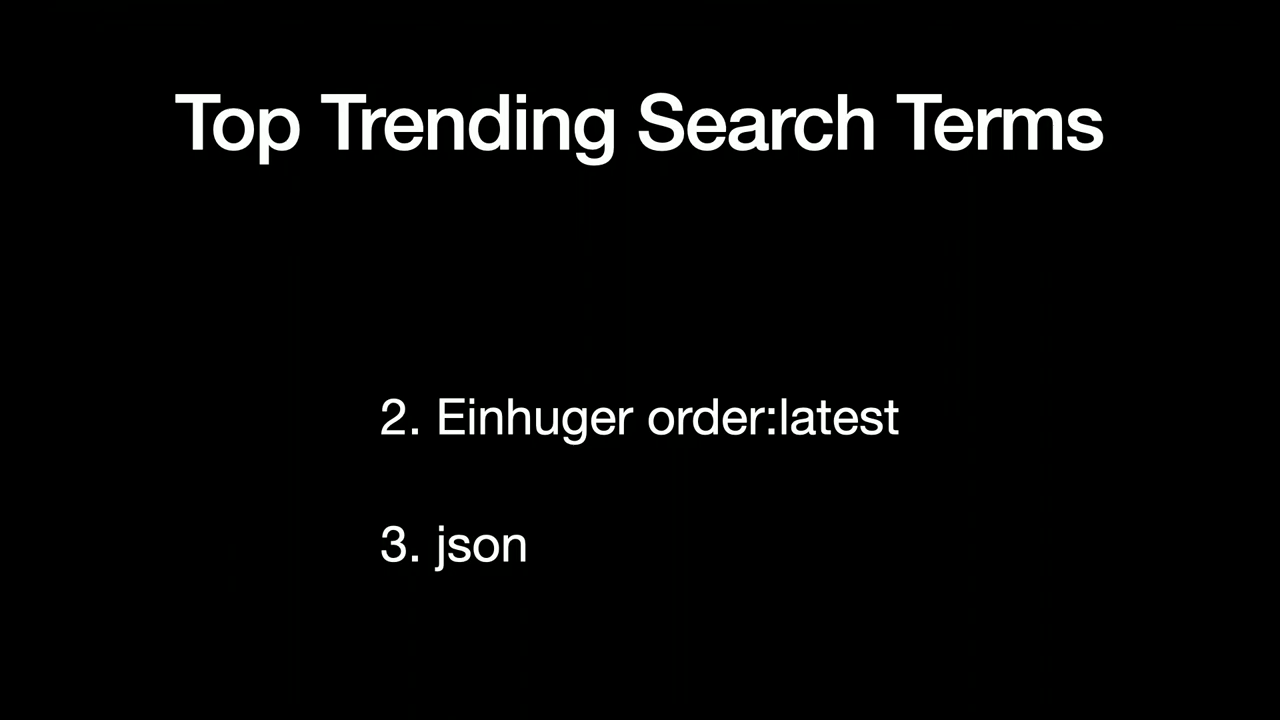 Top Trending Search Terms
2. Einhuger order:latest
3. json